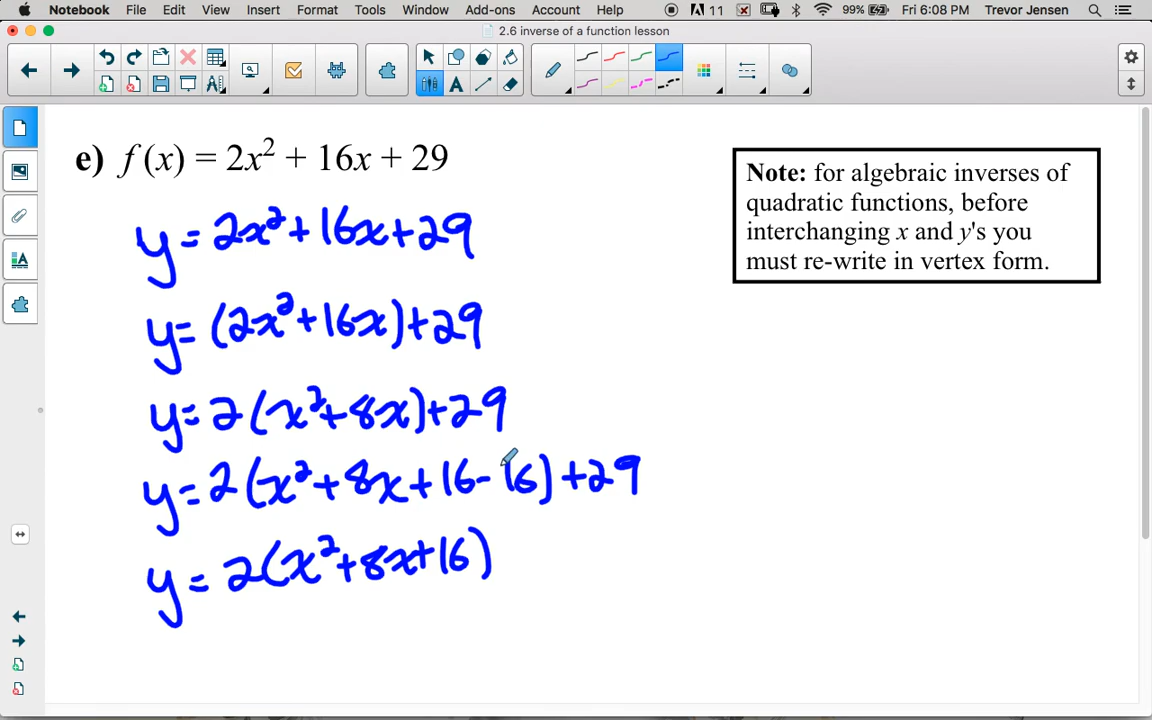 Notebook File Edit View Insert Format Tools Window Add-ons Account Help 11 99% Fri 6:08 PM Trevor Jensen
2.6 inverse of a function lesson
e) f (x) = 2x² + 16x + 29
Note: for algebraic inverses of
quadratic functions, before
interchanging x and y's you
must re-write in vertex form.
y = 2x² + 16x + 29
y = (2x² + 16x) + 29
y = 2(x² + 8x) + 29
y = 2(x² + 8x + 16 - 16) + 29
y = 2(x² + 8x + 16)